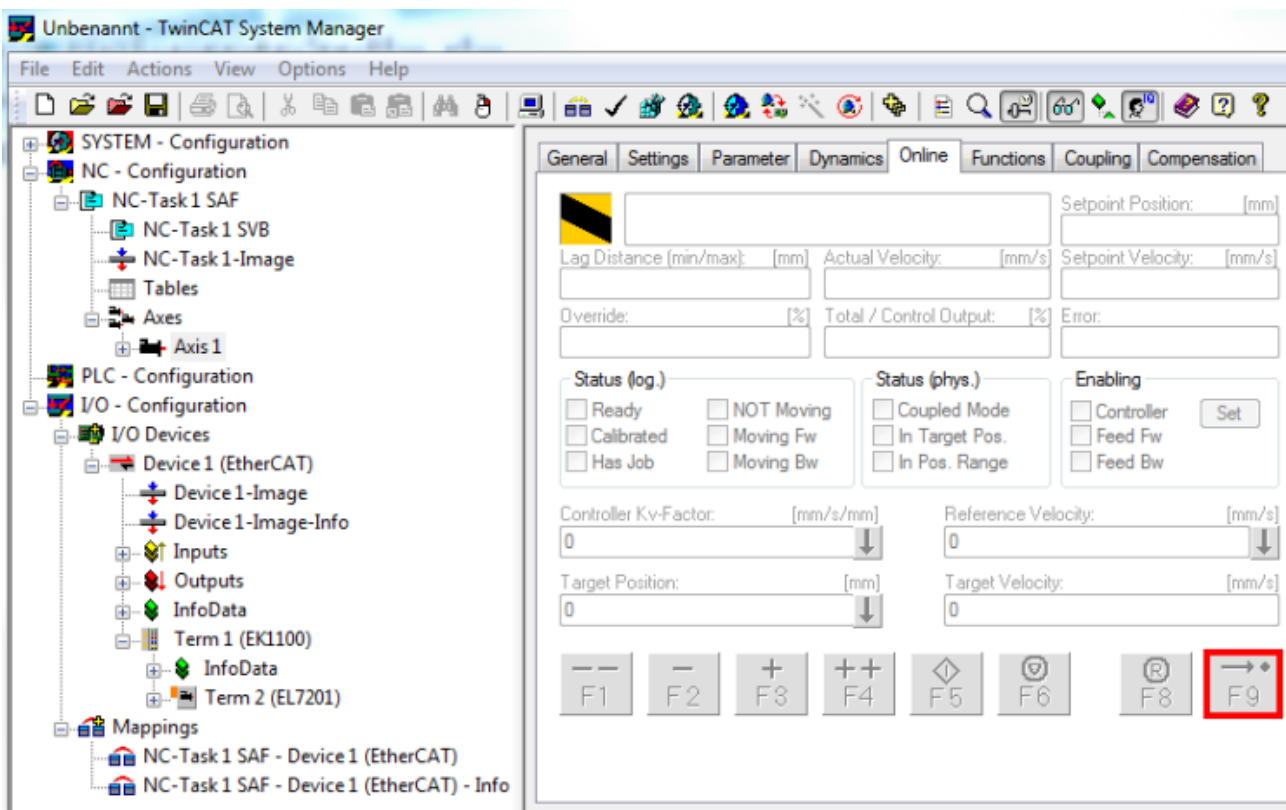 Unbenannt - TwinCAT System Manager
File Edit Actions View Options Help
SYSTEM - Configuration
NC - Configuration
NC-Task 1 SAF
NC-Task 1 SVB
NC-Task 1-Image
Tables
Axes
Axis 1
PLC - Configuration
I/O - Configuration
I/O Devices
Device 1 (EtherCAT)
Device 1-Image
Device 1-Image-Info
Inputs
Outputs
InfoData
Term 1 (EK1100)
InfoData
Term 2 (EL7201)
Mappings
NC-Task 1 SAF - Device 1 (EtherCAT)
NC-Task 1 SAF - Device 1 (EtherCAT) - Info
General Settings Parameter Dynamics Online Functions Coupling Compensation
Setpoint Position: [mm]
Lag Distance (min/max): [mm] Actual Velocity: [mm/s] Setpoint Velocity: [mm/s]
Override: [%] Total / Control Output: [%] Error:
Status (log.) Status (phys.) Enabling
Ready NOT Moving Coupled Mode Controller Set
Calibrated Moving Fw In Target Pos. Feed Fw
Has Job Moving Bw In Pos. Range Feed Bw
Controller Kv-Factor: [mm/s/mm] Reference Velocity: [mm/s]
0 0
Target Position: [mm] Target Velocity: [mm/s]
0 0
-- - + ++ R
F1 F2 F3 F4 F5 F6 F8 F9